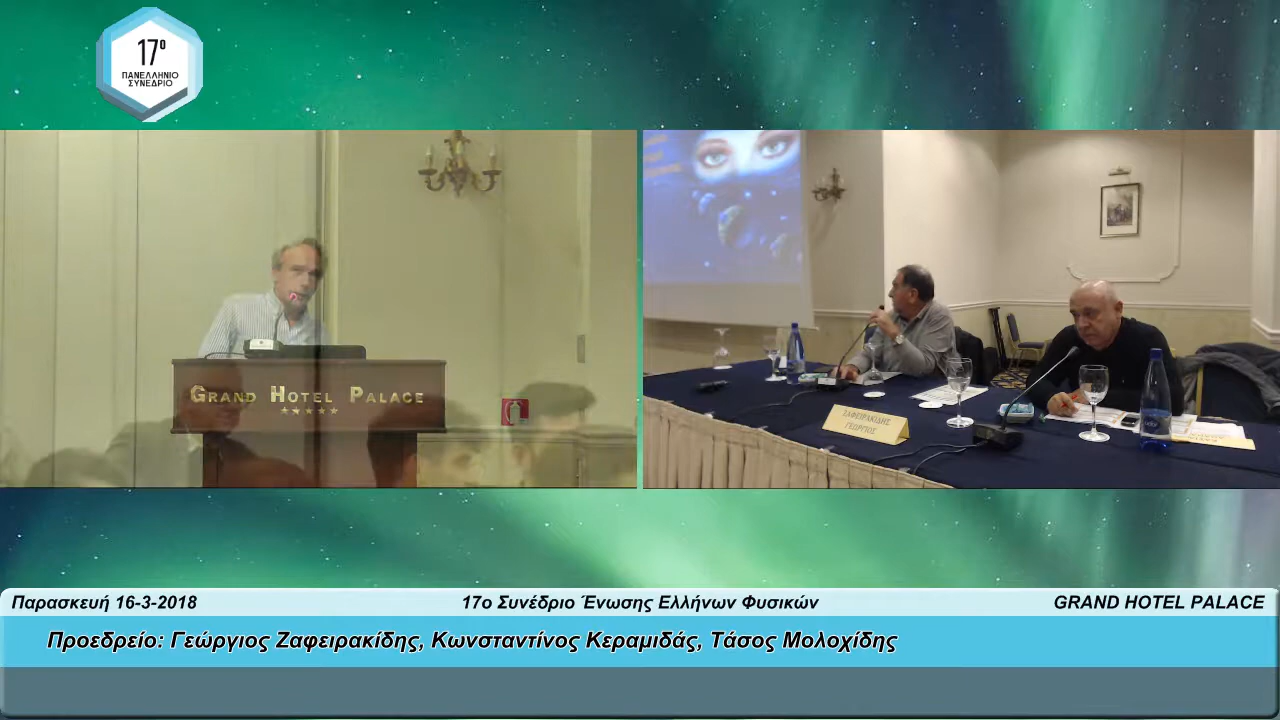 17º
ΠΑΝΕΛΛΗΝΙΟ
ΣΥΝΕΔΡΙΟ
GRAND HOTEL PALACE
ΖΑΦΕΙΡΑΚΙΔΗΣ
ΓΕΩΡΓΙΟΣ
Παρασκευή 16-3-2018
17ο Συνέδριο Ένωσης Ελλήνων Φυσικών
GRAND HOTEL PALACE
Προεδρείο: Γεώργιος Ζαφειρακίδης, Κωνσταντίνος Κεραμιδάς, Τάσος Μολοχίδης